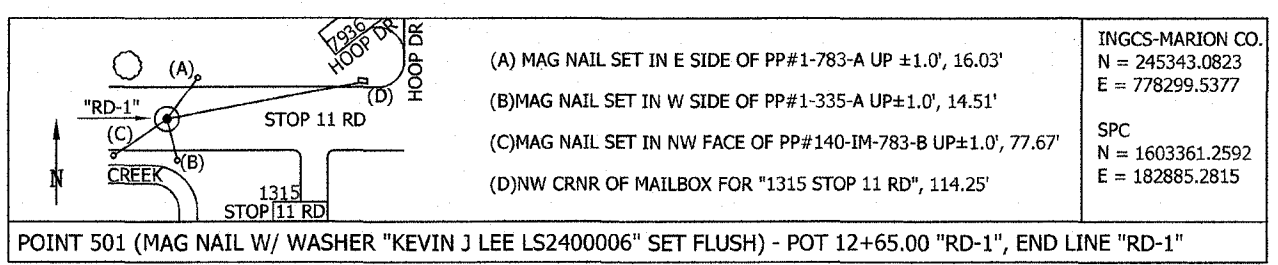 7936
HOOP DR
HOOP DR
(A)
(D)
"RD-1"
STOP 11 RD
(C)
(B)
CREEK
N
1315
STOP 11 RD
(A) MAG NAIL SET IN E SIDE OF PP#1-783-A UP ±1.0', 16.03'
(B)MAG NAIL SET IN W SIDE OF PP#1-335-A UP±1.0', 14.51'
(C)MAG NAIL SET IN NW FACE OF PP#140-IM-783-B UP±1.0', 77.67'
(D)NW CRNR OF MAILBOX FOR "1315 STOP 11 RD", 114.25'
INGCS-MARION CO.
N = 245343.0823
E = 778299.5377
SPC
N = 1603361.2592
E = 182885.2815
POINT 501 (MAG NAIL W/ WASHER "KEVIN J LEE LS2400006" SET FLUSH) - POT 12+65.00 "RD-1", END LINE "RD-1"